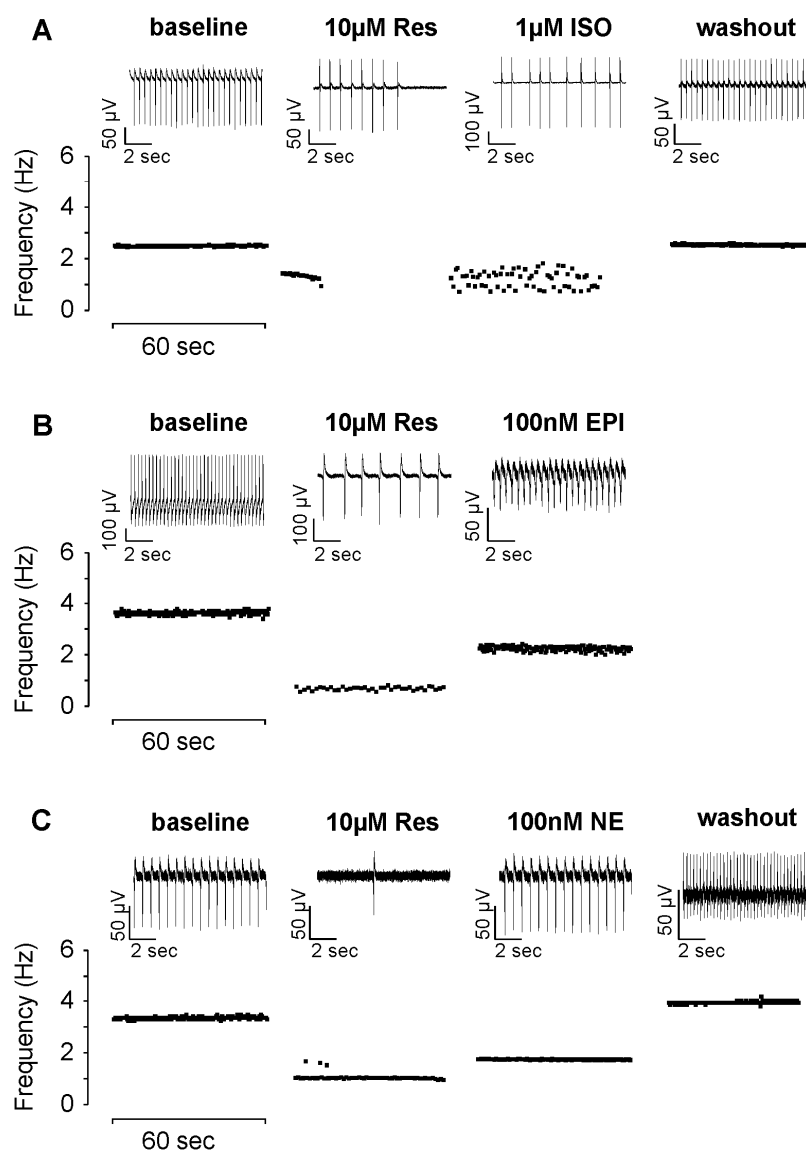 A
baseline
10µM Res
1µM ISO
washout
50 µV
2 sec
50 µV
2 sec
100 µV
2 sec
50 µV
2 sec
Frequency (Hz)
6
4
2
0
60 sec
B
baseline
10µM Res
100nM EPI
100 µV
2 sec
100 µV
2 sec
50 µV
2 sec
Frequency (Hz)
6
4
2
0
60 sec
C
baseline
10µM Res
100nM NE
washout
50 µV
2 sec
50 µV
2 sec
50 µV
2 sec
50 µV
2 sec
Frequency (Hz)
6
4
2
0
60 sec